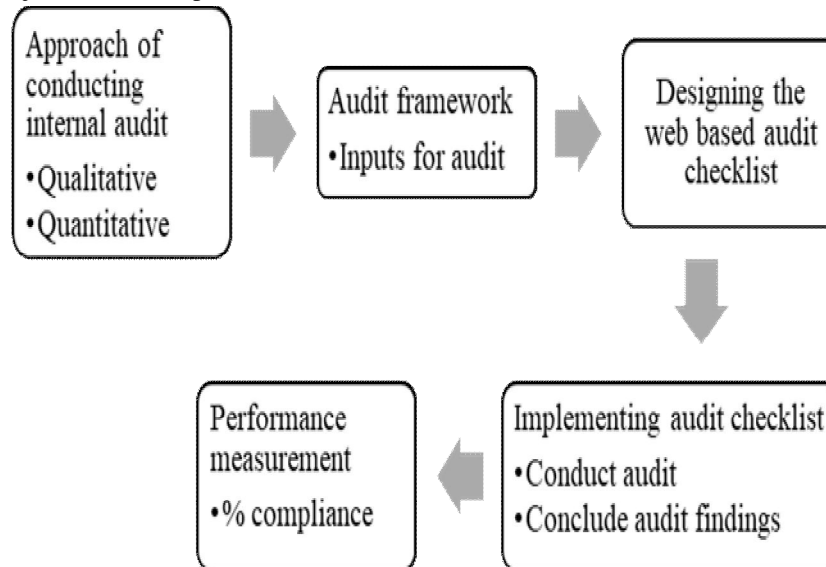 Approach of
conducting
internal audit
•Qualitative
•Quantitative
Audit framework
•Inputs for audit
Designing the
web based audit
checklist
Implementing audit checklist
•Conduct audit
•Conclude audit findings
Performance
measurement
•% compliance